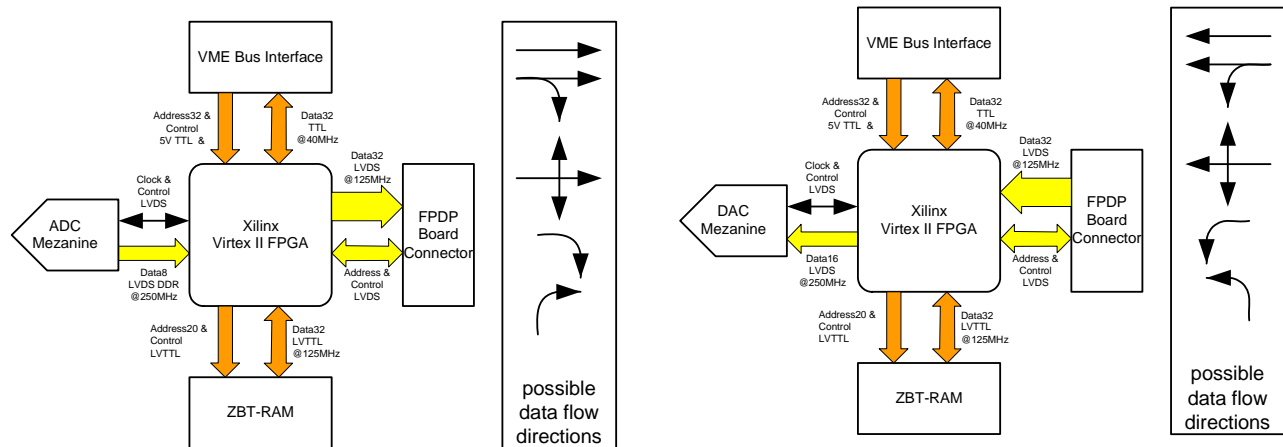 VME Bus Interface
Address32 &
Control
5V TTL  &
Data32
TTL
@40MHz
Data32
LVDS
@125MHz
Clock &
Control
LVDS
ADC
Mezanine
Xilinx
Virtex II FPGA
FPDP
Board
Connector
Data8
LVDS DDR
@250MHz
Address &
Control
LVDS
Address20 &
Control
LVTTL
Data32
LVTTL
@125MHz
ZBT-RAM
possible
data flow
directions
VME Bus Interface
Address32 &
Control
5V TTL  &
Data32
TTL
@40MHz
Data32
LVDS
@125MHz
Clock &
Control
LVDS
DAC
Mezanine
Xilinx
Virtex II FPGA
FPDP
Board
Connector
Data16
LVDS
@250MHz
Address &
Control
LVDS
Address20 &
Control
LVTTL
Data32
LVTTL
@125MHz
ZBT-RAM
possible
data flow
directions